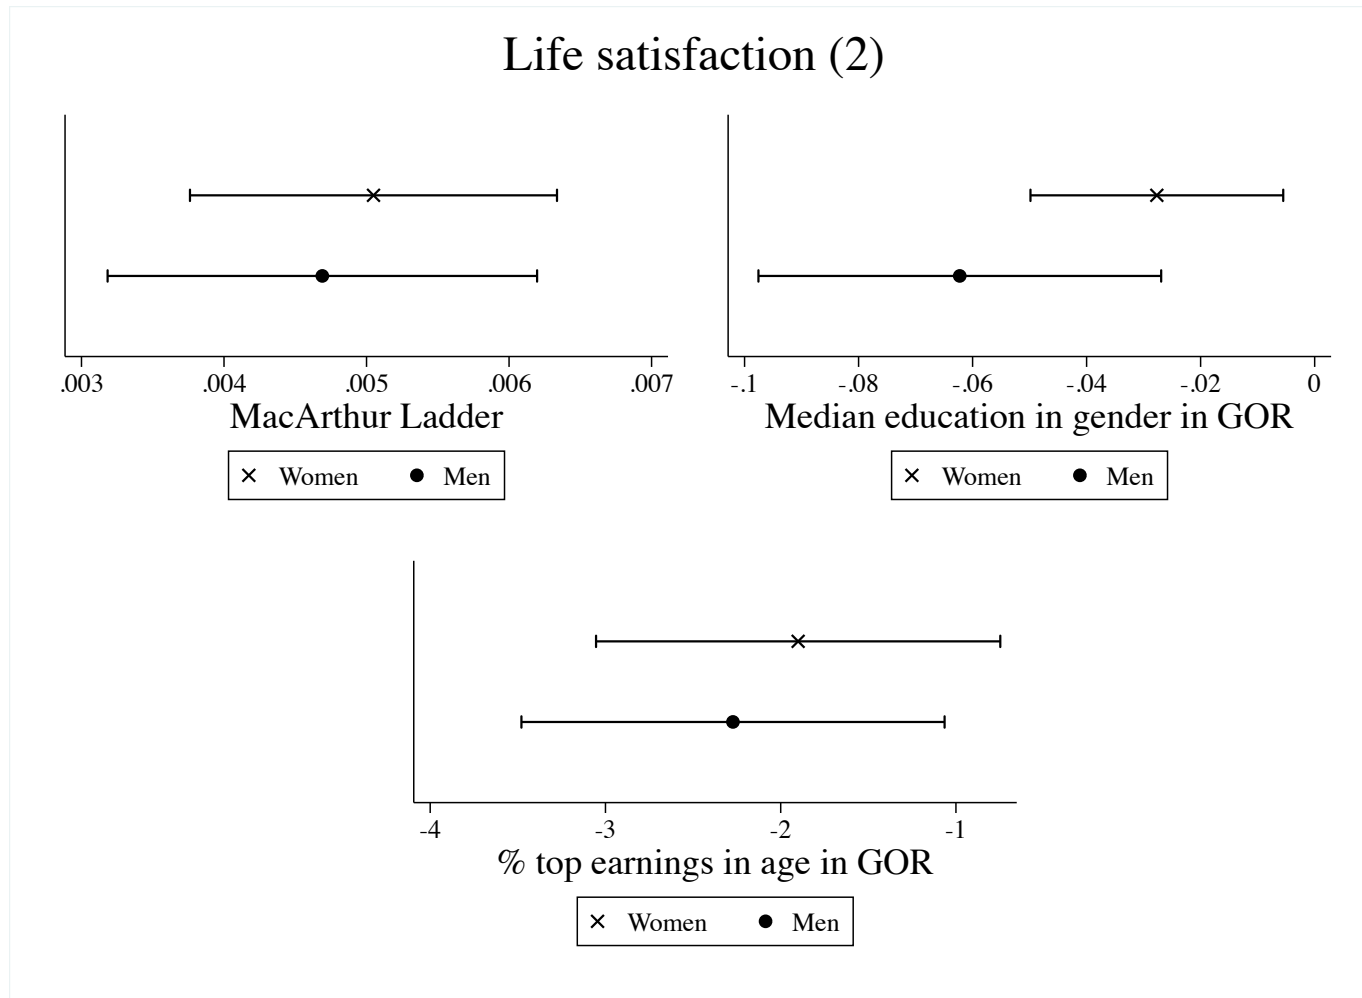 Life satisfaction (2)
.003 .004 .005 .006 .007
MacArthur Ladder
Women Men
-.1 -.08 -.06 -.04 -.02 0
Median education in gender in GOR
Women Men
-4 -3 -2 -1
% top earnings in age in GOR
Women Men